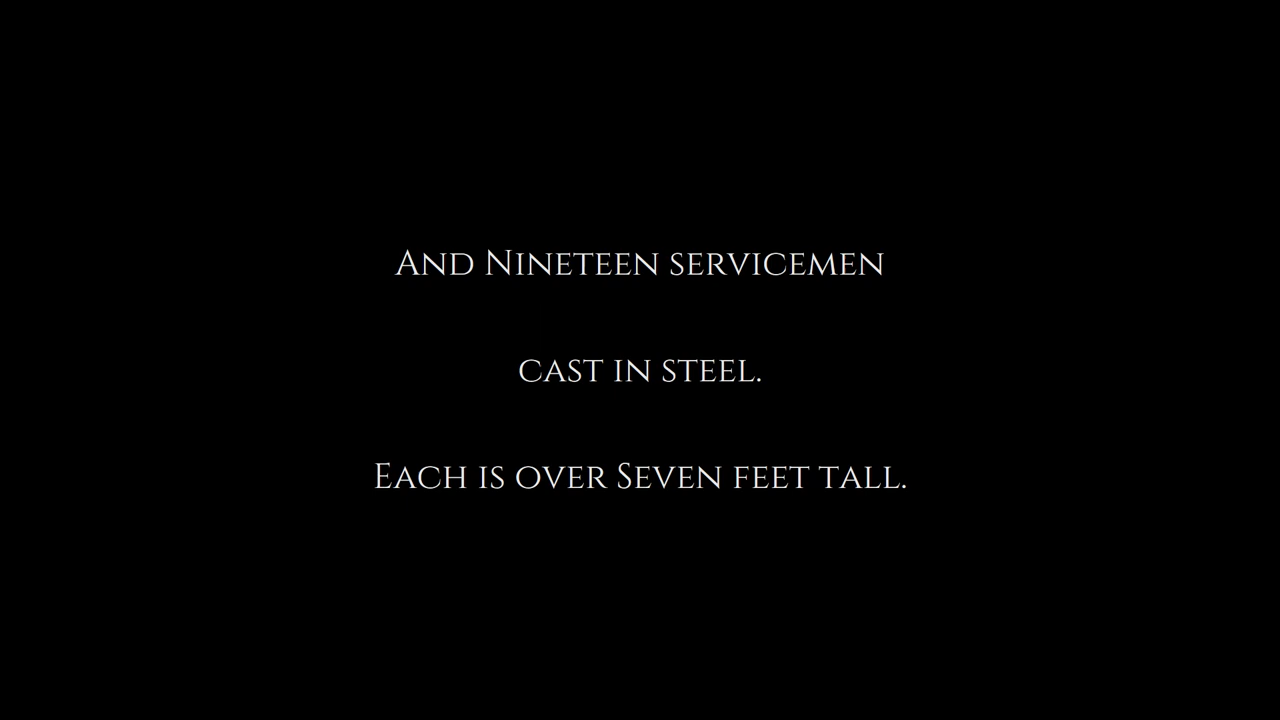 And Nineteen servicemen
cast in steel.
Each is over Seven feet tall.